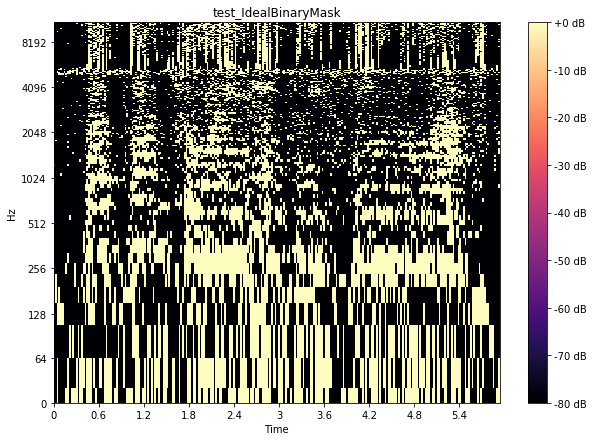 test_IdealBinaryMask
8192
4096
2048
1024
512
256
128
64
0
Hz
0 0.6 1.2 1.8 2.4 3 3.6 4.2 4.8 5.4
Time
+0 dB
-10 dB
-20 dB
-30 dB
-40 dB
-50 dB
-60 dB
-70 dB
-80 dB